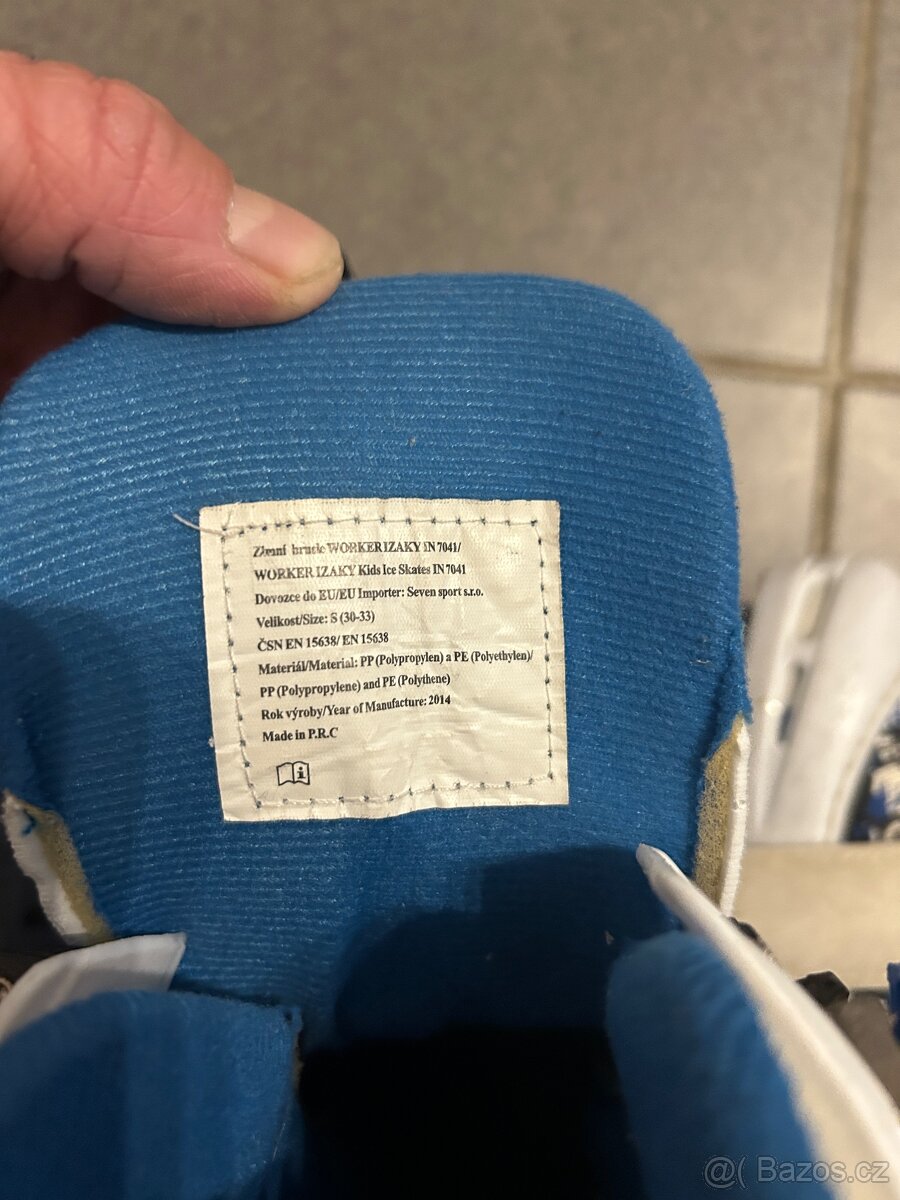 Zimní brusle WORKER IZAKY IN 7041/
WORKER IZAKY Kids Ice Skates IN 7041
Dovozce do EU/EU Importer: Seven sport s.r.o.
Velikost/Size: S (30-33)
ČSN EN 15638/ EN 15638
Materiál/Material: PP (Polypropylen) a PE (Polyethylen)/
PP (Polypropylene) and PE (Polythene)
Rok výroby/Year of Manufacture: 2014
Made in P.R.C
@( Bazos.cz